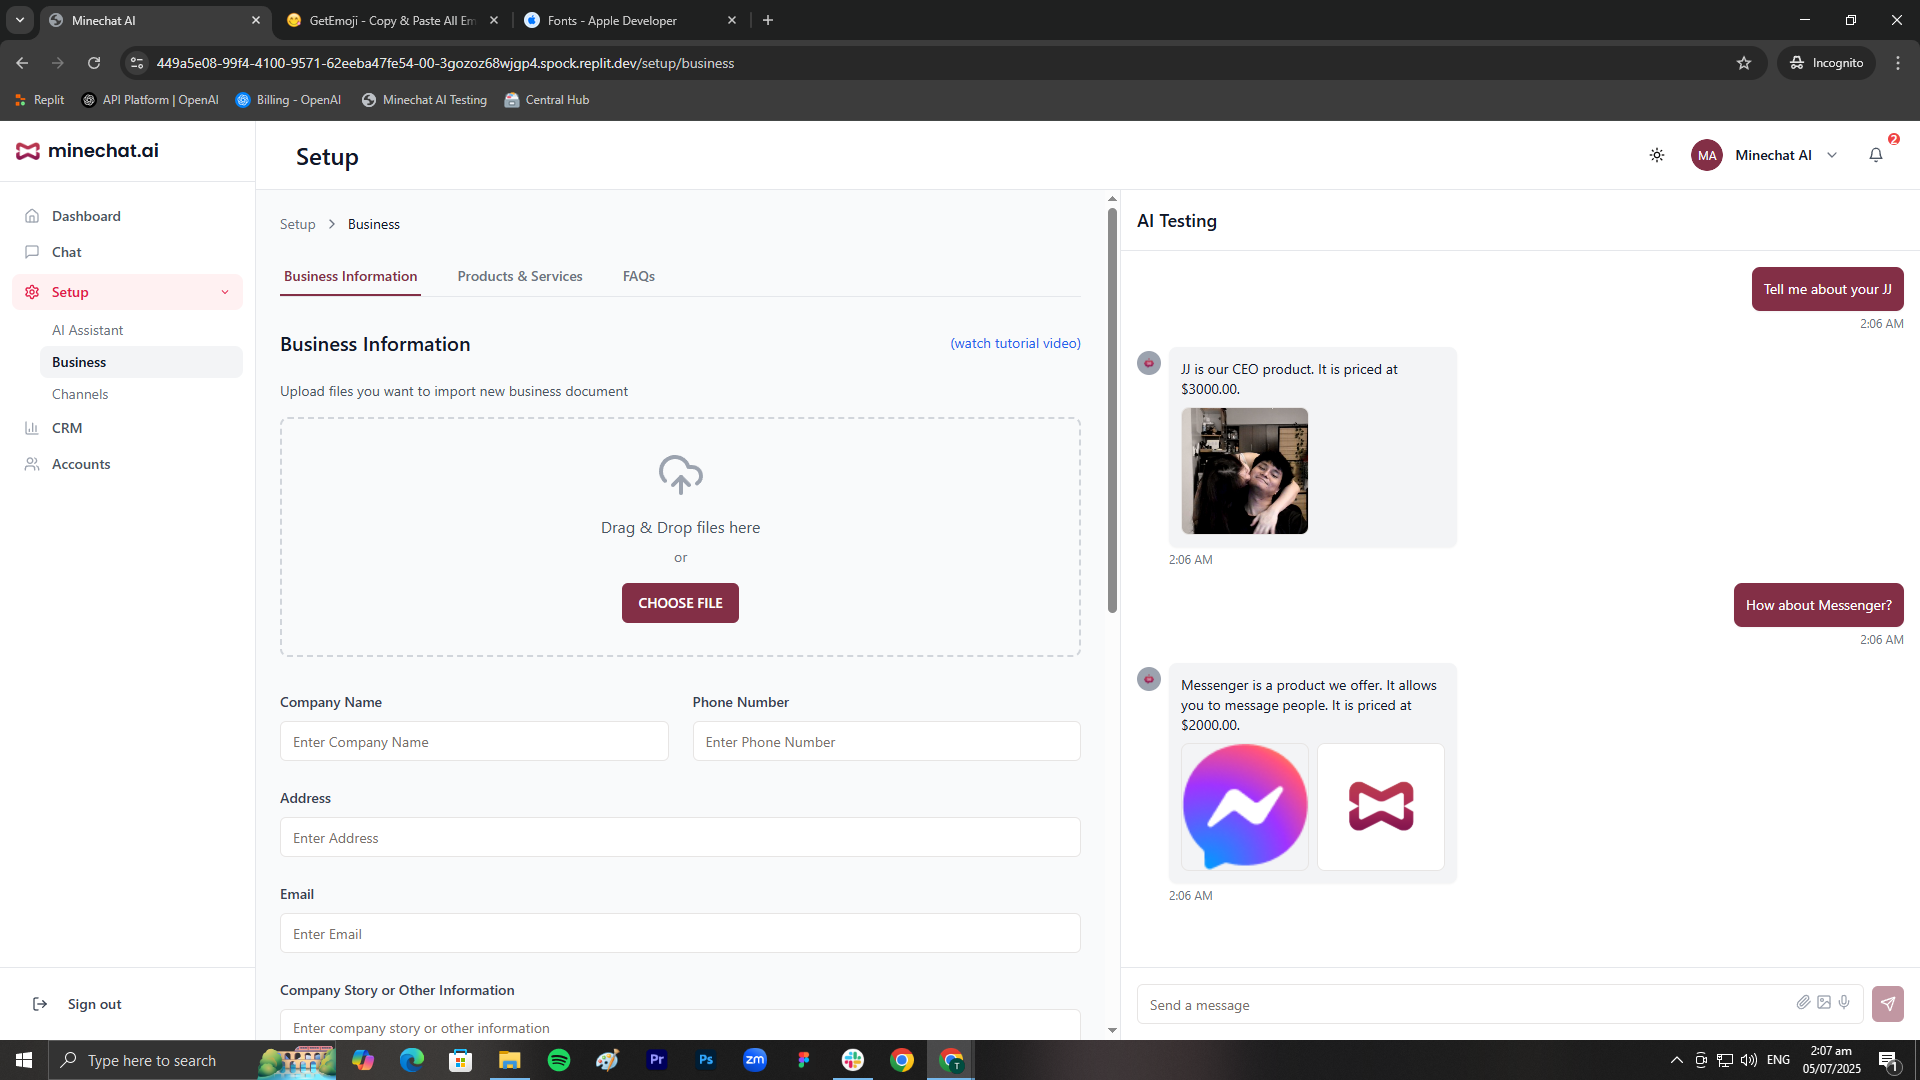 Minechat AI
GetEmoji - Copy & Paste All Em
Fonts - Apple Developer
449a5e08-99f4-4100-9571-62eeba47fe54-00-3gozoz68wjgp4.spock.replit.dev/setup/business
Incognito
Replit
API Platform | OpenAI
Billing - OpenAI
Minechat AI Testing
Central Hub
minechat.ai
Setup
MA
Minechat AI
2
Dashboard
Chat
Setup
AI Assistant
Business
Channels
CRM
Accounts
Sign out
Setup > Business
Business Information
Products & Services
FAQs
Business Information
(watch tutorial video)
Upload files you want to import new business document
Drag & Drop files here
or
CHOOSE FILE
Company Name
Phone Number
Enter Company Name
Enter Phone Number
Address
Enter Address
Email
Enter Email
Company Story or Other Information
Enter company story or other information
AI Testing
Tell me about your JJ
2:06 AM
JJ is our CEO product. It is priced at
$3000.00.
2:06 AM
How about Messenger?
2:06 AM
Messenger is a product we offer. It allows
you to message people. It is priced at
$2000.00.
2:06 AM
Send a message
Type here to search
Pr
Ps
zm
T
ENG
2:07 am
05/07/2025
1